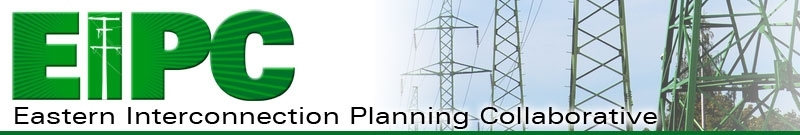 EIPC
Eastern Interconnection Planning Collaborative